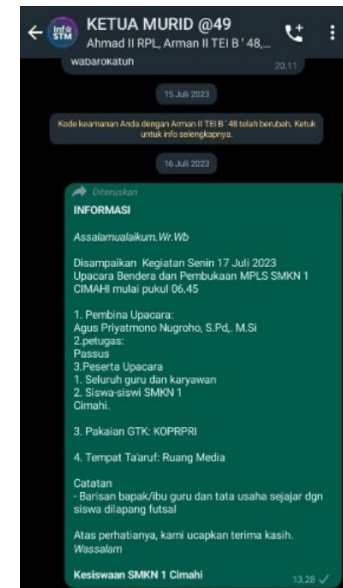 Info
STM
KETUA MURID @49
Ahmad II RPL, Arman II TEI B ' 48,...
wabarokatuh
20.11
15 Juli 2023
Kode keamanan Anda dengan Arman II TEI B ' 48 telah berubah. Ketuk
untuk info selengkapnya.
16 Juli 2023
Diteruskan
INFORMASI
Assalamualaikum.Wr.Wb
Disampaikan Kegiatan Senin 17 Juli 2023
Upacara Bendera dan Pembukaan MPLS SMKN 1
CIMAHI mulai pukul 06.45
1. Pembina Upacara:
Agus Priyatmono Nugroho, S.Pd,. M.Si
2.petugas:
Passus
3.Peserta Upacara
1. Seluruh guru dan karyawan
2. Siswa-siswi SMKN 1
Cimahi.
3. Pakaian GTK: KOPRPRI
4. Tempat Ta'aruf: Ruang Media
Catatan
- Barisan bapak/ibu guru dan tata usaha sejajar dgn
siswa dilapang futsal
Atas perhatianya, kami ucapkan terima kasih.
Wassalam
Kesiswaan SMKN 1 Cimahi
13.28